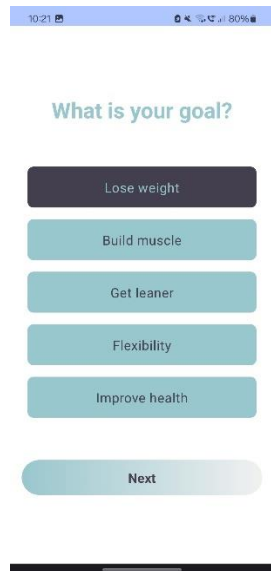 10:21
80%
What is your goal?
Lose weight
Build muscle
Get leaner
Flexibility
Improve health
Next